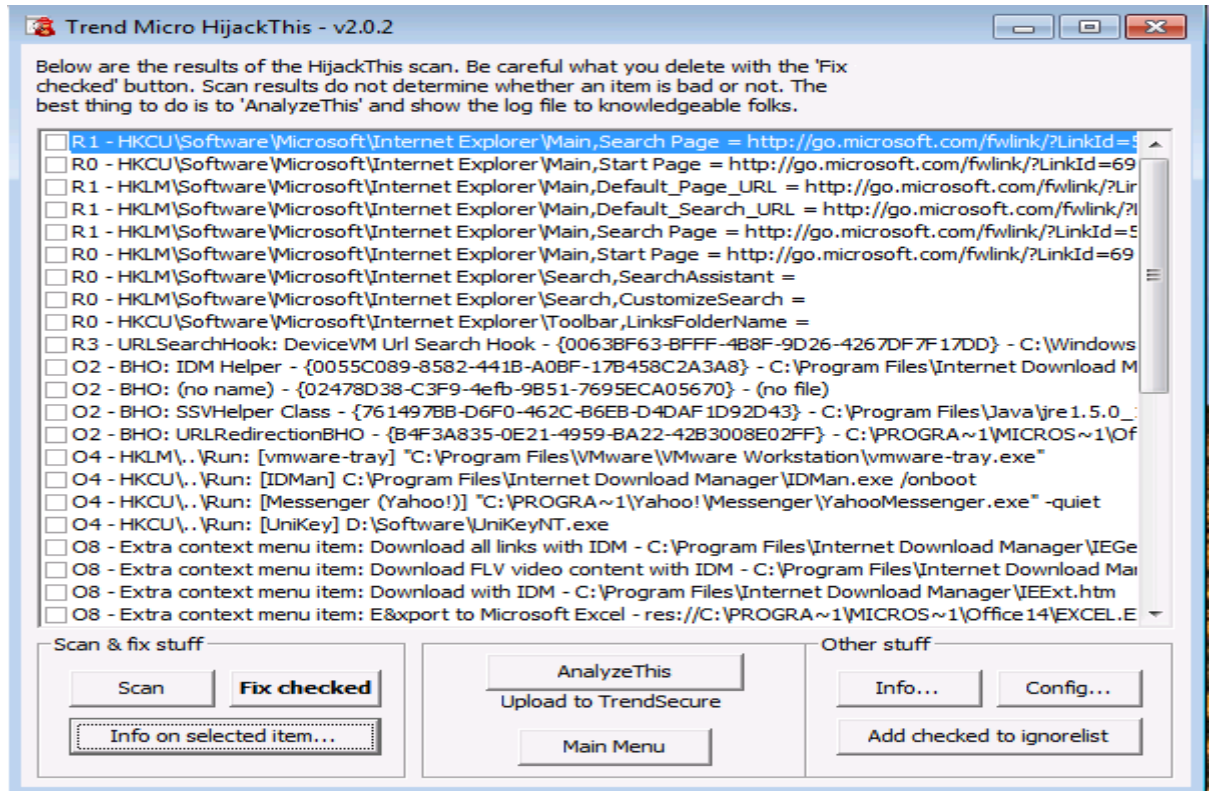 Trend Micro HijackThis - v2.0.2
Below are the results of the HijackThis scan. Be careful what you delete with the 'Fix
checked' button. Scan results do not determine whether an item is bad or not. The
best thing to do is to 'AnalyzeThis' and show the log file to knowledgeable folks.
R1 - HKCU\Software\Microsoft\Internet Explorer\Main,Search Page = http://go.microsoft.com/fwlink/?LinkId=5
R0 - HKCU\Software\Microsoft\Internet Explorer\Main,Start Page = http://go.microsoft.com/fwlink/?LinkId=69
R1 - HKLM\Software\Microsoft\Internet Explorer\Main,Default_Page_URL = http://go.microsoft.com/fwlink/?Lin
R1 - HKLM\Software\Microsoft\Internet Explorer\Main,Default_Search_URL = http://go.microsoft.com/fwlink/?l
R1 - HKLM\Software\Microsoft\Internet Explorer\Main,Search Page = http://go.microsoft.com/fwlink/?LinkId=5
R0 - HKLM\Software\Microsoft\Internet Explorer\Main,Start Page = http://go.microsoft.com/fwlink/?LinkId=69
R0 - HKLM\Software\Microsoft\Internet Explorer\Search,SearchAssistant =
R0 - HKLM\Software\Microsoft\Internet Explorer\Search,CustomizeSearch =
R0 - HKCU\Software\Microsoft\Internet Explorer\Toolbar,LinksFolderName =
R3 - URLSearchHook: DeviceVM Url Search Hook - {0063BF63-BFFF-4B8F-9D26-4267DF7F17DD} - C:\Windows
O2 - BHO: IDM Helper - {0055C089-8582-441B-A0BF-17B458C2A3A8} - C:\Program Files\Internet Download M
O2 - BHO: (no name) - {02478D38-C3F9-4efb-9B51-7695ECA05670} - (no file)
O2 - BHO: SSVHelper Class - {761497BB-D6F0-462C-B6EB-D4DAF1D92D43} - C:\Program Files\Java\jre1.5.0_
O2 - BHO: URLRedirectionBHO - {B4F3A835-0E21-4959-BA22-42B3008E02FF} - C:\PROGRA~1\MICROS~1\Of
O4 - HKLM\..\Run: [vmware-tray] "C:\Program Files\VMware\VMware Workstation\vmware-tray.exe"
O4 - HKCU\..\Run: [IDMan] C:\Program Files\Internet Download Manager\IDMan.exe /onboot
O4 - HKCU\..\Run: [Messenger (Yahoo!)] "C:\PROGRA~1\Yahoo!\Messenger\YahooMessenger.exe" -quiet
O4 - HKCU\..\Run: [UniKey] D:\Software\UniKeyNT.exe
O8 - Extra context menu item: Download all links with IDM - C:\Program Files\Internet Download Manager\IEGe
O8 - Extra context menu item: Download FLV video content with IDM - C:\Program Files\Internet Download Mai
O8 - Extra context menu item: Download with IDM - C:\Program Files\Internet Download Manager\IEExt.htm
O8 - Extra context menu item: E&xport to Microsoft Excel - res://C:\PROGRA~1\MICROS~1\Office14\EXCEL.E
Scan & fix stuff
Scan
Fix checked
Info on selected item...
AnalyzeThis
Upload to TrendSecure
Main Menu
Other stuff
Info...
Config...
Add checked to ignorelist